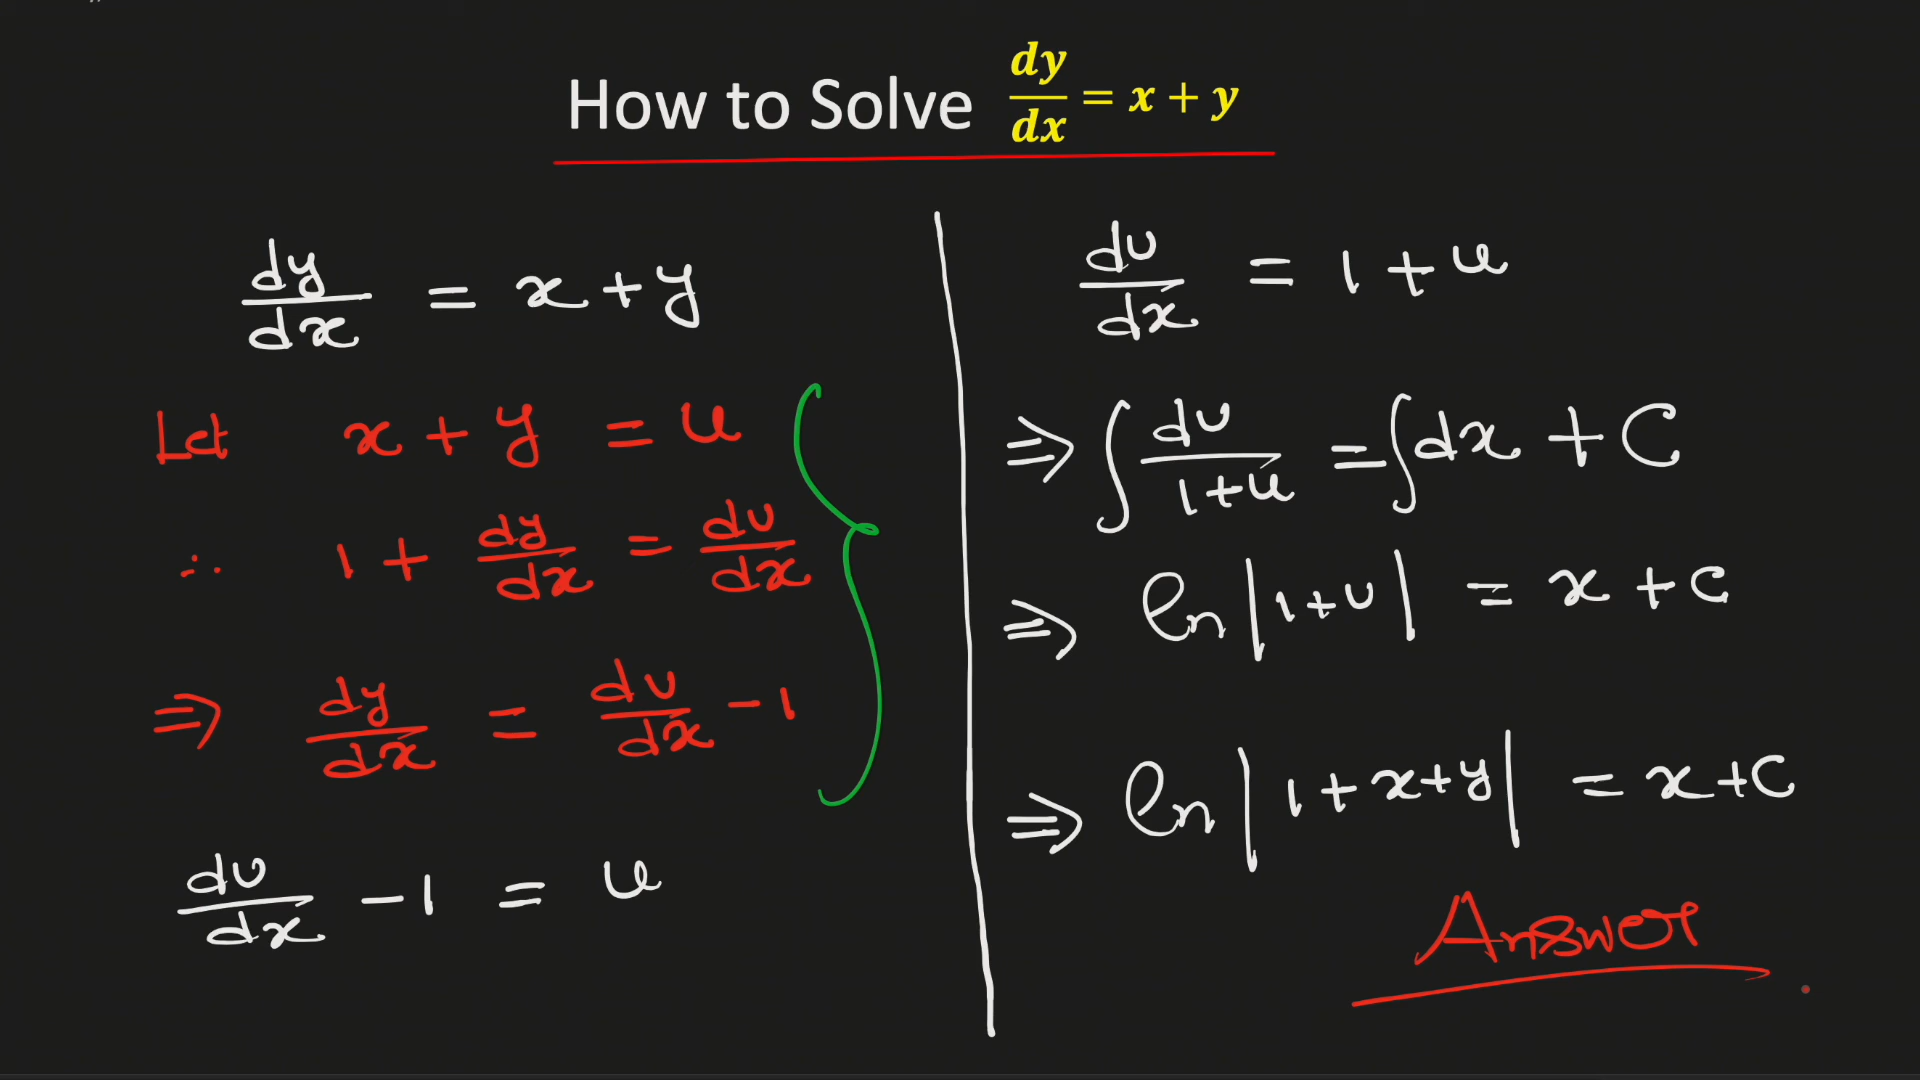 How to Solve dy/dx = x + y
dy/dx = x + y
Let x + y = u
∴ 1 + dy/dx = du/dx
⇒ dy/dx = du/dx - 1
du/dx - 1 = u
du/dx = 1 + u
⇒ ∫ du/1+u = ∫ dx + C
⇒ ln |1+u| = x + c
⇒ ln |1+x+y| = x+C
Answer